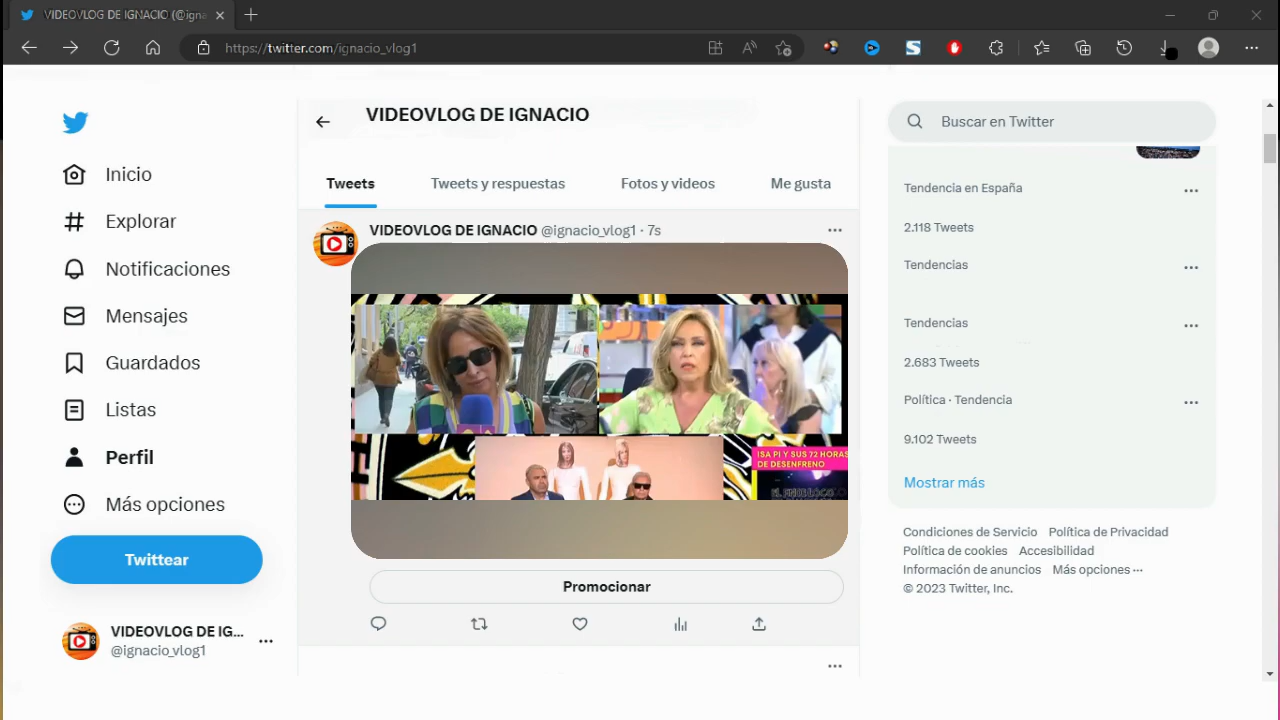 VIDEOVLOG DE IGNACIO (@igna
https://twitter.com/ignacio_vlog1
Inicio
Explorar
Notificaciones
Mensajes
Guardados
Listas
Perfil
Más opciones
Twittear
VIDEOVLOG DE IG...
@ignacio_vlog1
VIDEOVLOG DE IGNACIO
Tweets
Tweets y respuestas
Fotos y videos
Me gusta
VIDEOVLOG DE IGNACIO @ignacio_vlog1 · 7s
ISA PI Y SUS 72 HORAS
DE DESENFRENO
Promocionar
Buscar en Twitter
Tendencia en España
2.118 Tweets
Tendencias
Tendencias
2.683 Tweets
Política · Tendencia
9.102 Tweets
Mostrar más
Condiciones de Servicio Política de Privacidad
Política de cookies Accesibilidad
Información de anuncios Más opciones ···
© 2023 Twitter, Inc.